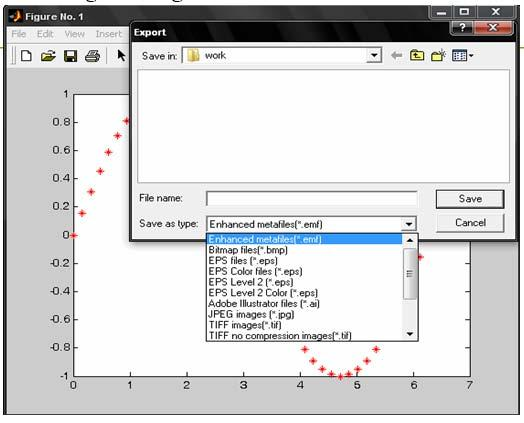 Figure No. 1
File Edit View Insert
Export
Save in: work
File name:
Save
Save as type: Enhanced metafiles(*.emf)
Cancel
Enhanced metafiles(*.emf)
Bitmap files(*.bmp)
EPS files (*.eps)
EPS Color files (*.eps)
EPS Level 2 (*.eps)
EPS Level 2 Color (*.eps)
Adobe Illustrator files (*.ai)
JPEG images (*.jpg)
TIFF images(*.tif)
TIFF no compression images(*.tif)
1
0.8
0.6
0.4
0.2
0
-0.2
-0.4
-0.6
-0.8
-1
0 1 2 3 4 5 6 7